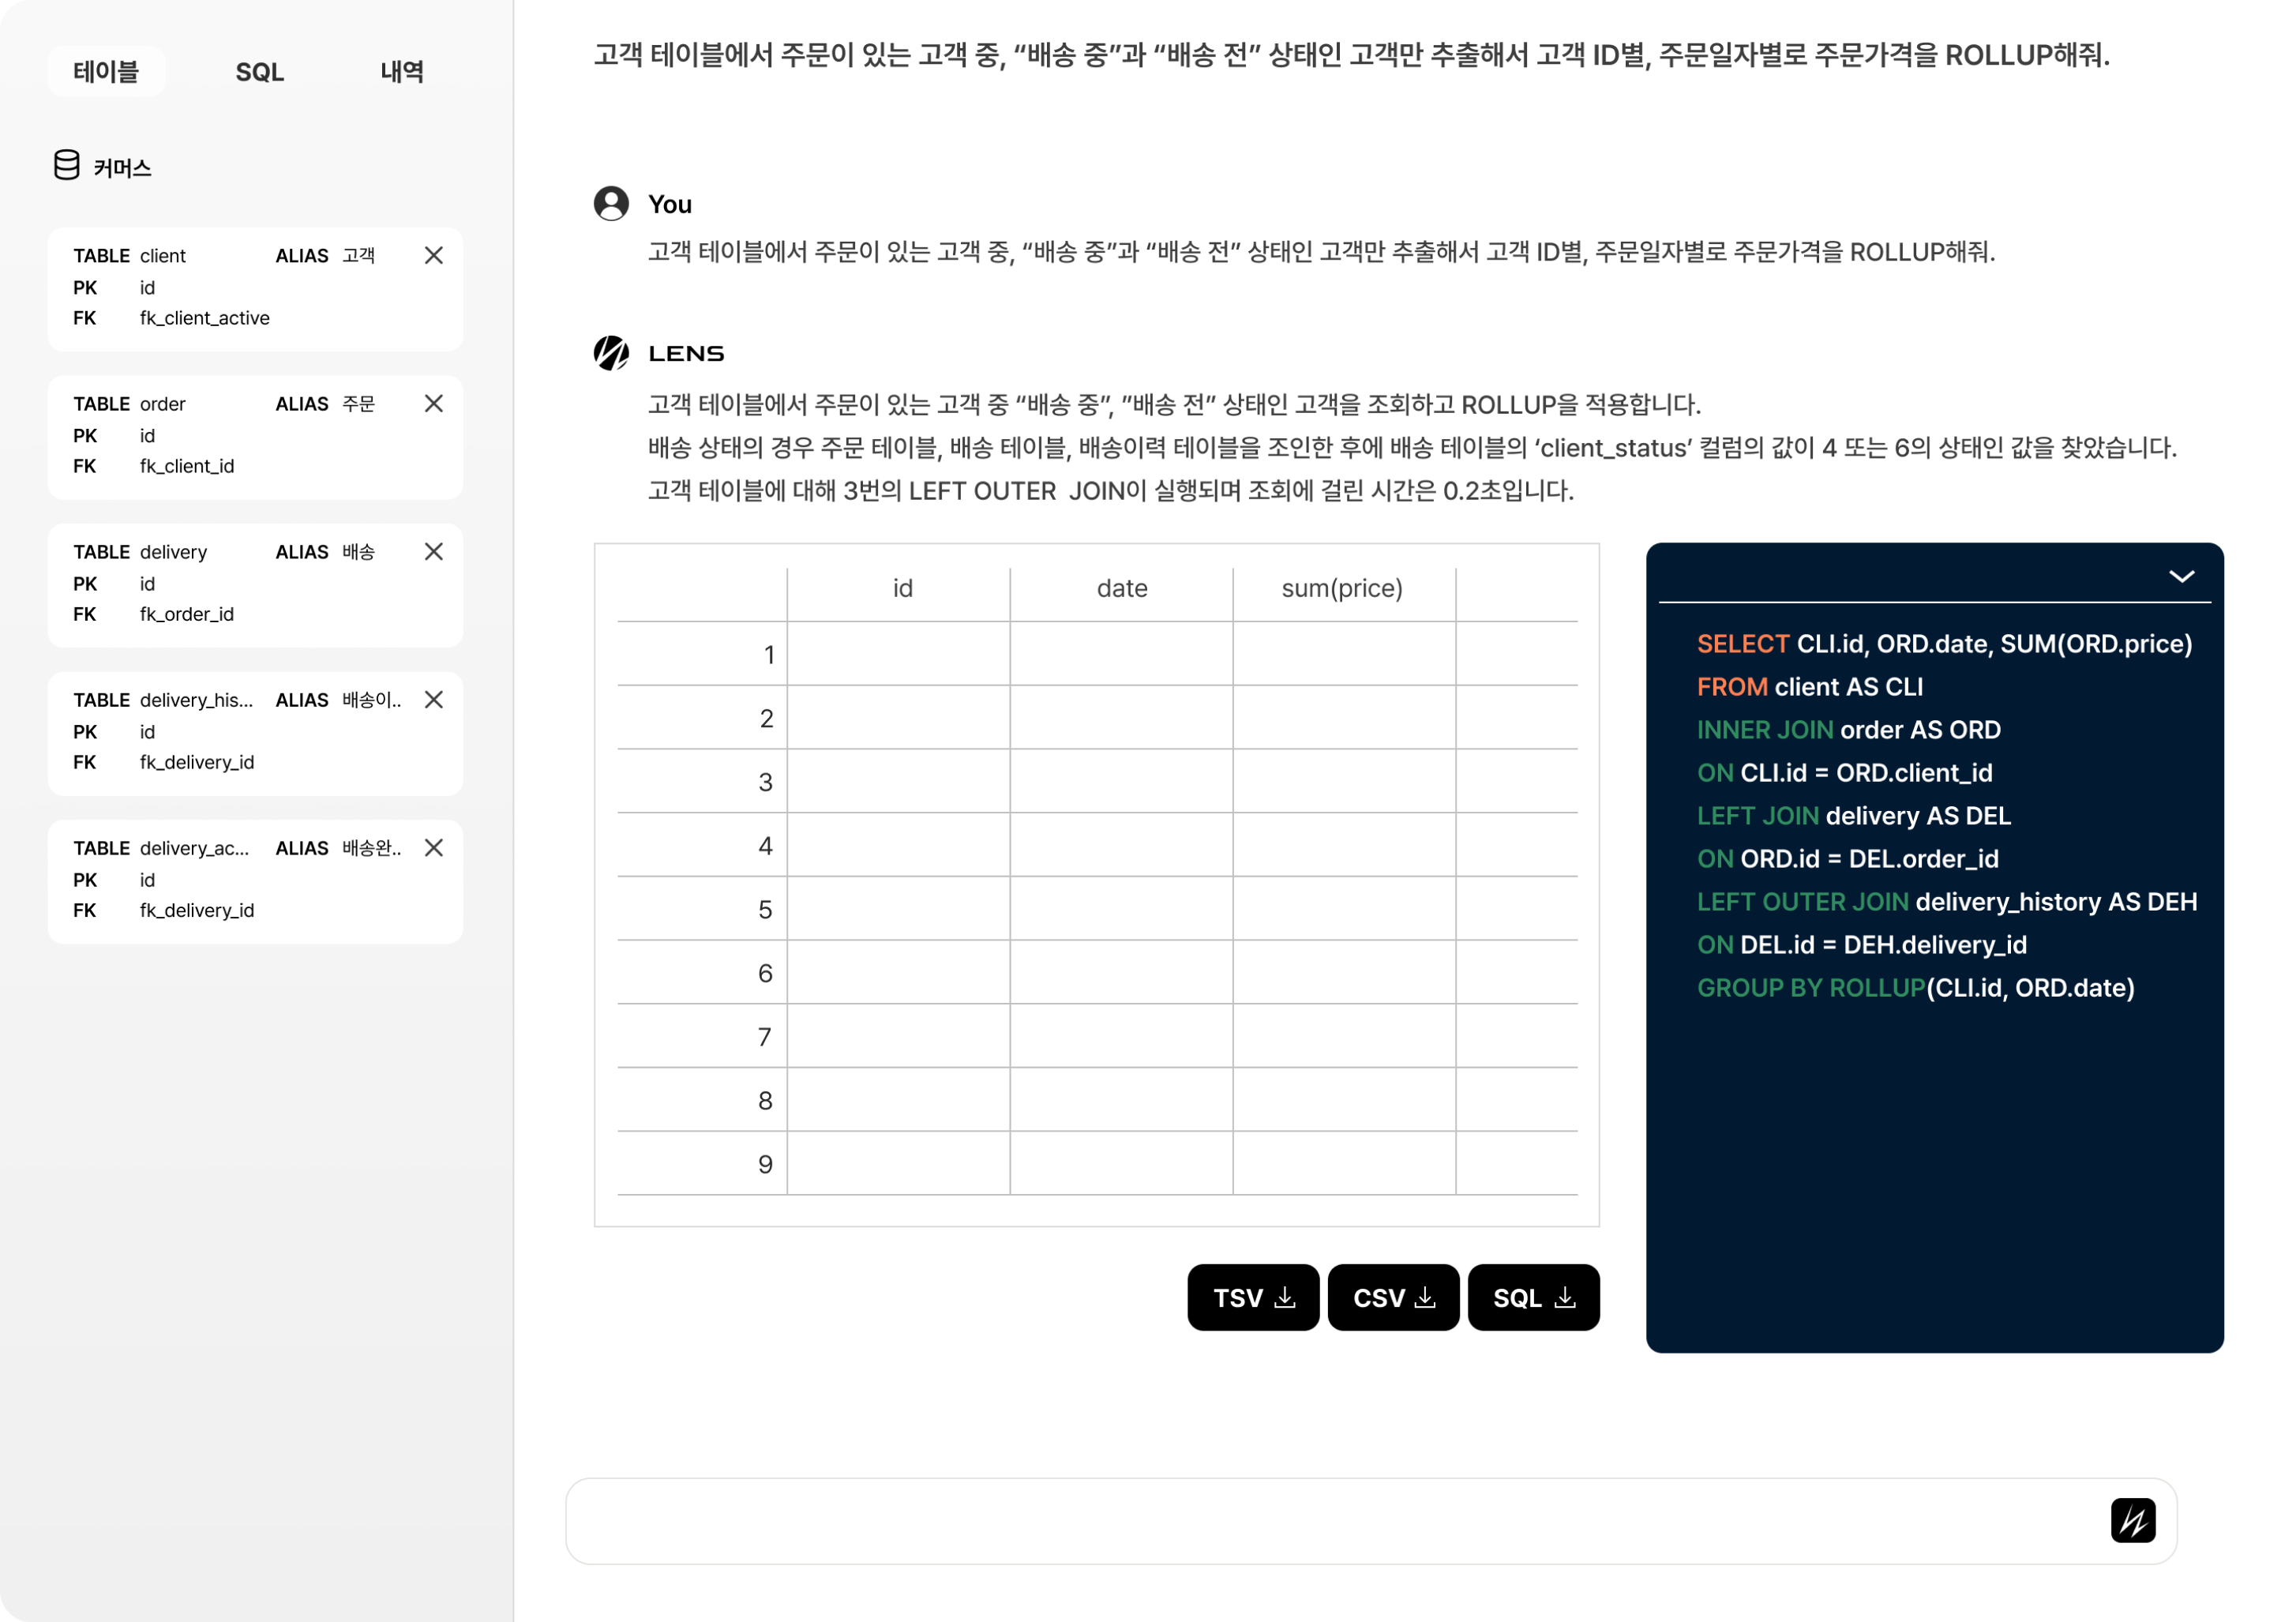 테이블 SQL 내역
커머스
TABLE client ALIAS 고객
PK id
FK fk_client_active
TABLE order ALIAS 주문
PK id
FK fk_client_id
TABLE delivery ALIAS 배송
PK id
FK fk_order_id
TABLE delivery_his... ALIAS 배송이..
PK id
FK fk_delivery_id
TABLE delivery_ac... ALIAS 배송완..
PK id
FK fk_delivery_id
고객 테이블에서 주문이 있는 고객 중, “배송 중”과 “배송 전” 상태인 고객만 추출해서 고객 ID별, 주문일자별로 주문가격을 ROLLUP해줘.
You
고객 테이블에서 주문이 있는 고객 중, “배송 중”과 “배송 전” 상태인 고객만 추출해서 고객 ID별, 주문일자별로 주문가격을 ROLLUP해줘.
LENS
고객 테이블에서 주문이 있는 고객 중 “배송 중”, ”배송 전” 상태인 고객을 조회하고 ROLLUP을 적용합니다.
배송 상태의 경우 주문 테이블, 배송 테이블, 배송이력 테이블을 조인한 후에 배송 테이블의 ‘client_status’ 컬럼의 값이 4 또는 6의 상태인 값을 찾았습니다.
고객 테이블에 대해 3번의 LEFT OUTER JOIN이 실행되며 조회에 걸린 시간은 0.2초입니다.
id date sum(price)
1
2
3
4
5
6
7
8
9
TSV CSV SQL
SELECT CLI.id, ORD.date, SUM(ORD.price)
FROM client AS CLI
INNER JOIN order AS ORD
ON CLI.id = ORD.client_id
LEFT JOIN delivery AS DEL
ON ORD.id = DEL.order_id
LEFT OUTER JOIN delivery_history AS DEH
ON DEL.id = DEH.delivery_id
GROUP BY ROLLUP(CLI.id, ORD.date)